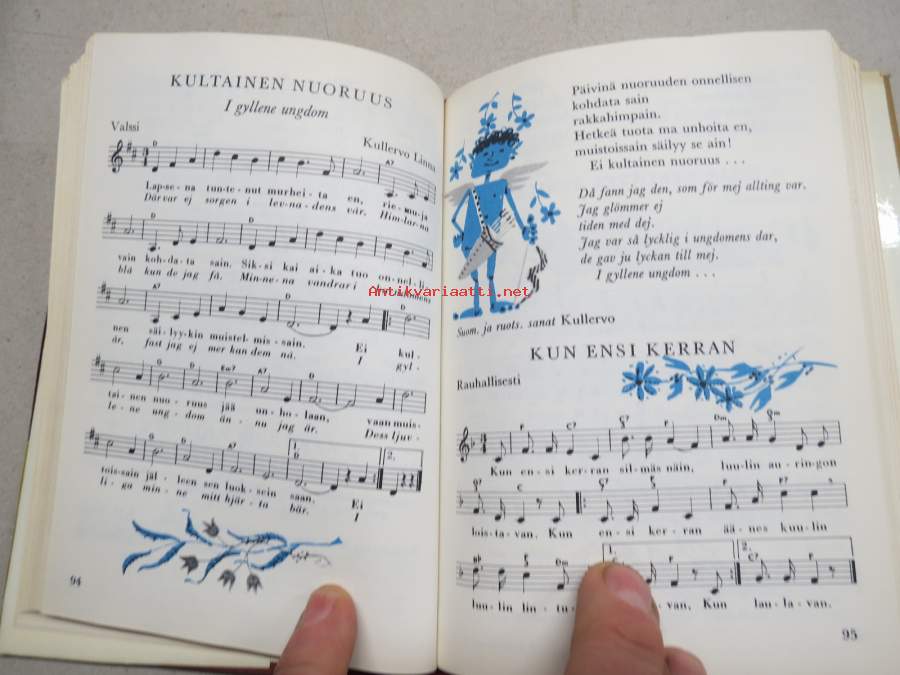 KULTAINEN NUORUUS
I gyllene ungdom
Valssi
Kullervo Linna
Lap-se-na tun-te-nut mur-hei-ta en, rie-mu-ja
Där var ej sorgen i lev-na-dens vår. Him-lar-na
vain koh-da-ta sain. Sik-si kai ai-ka tuo on-nel-li-
blå kun de jag få. Min-ne-na vandrar i
nen säi-lyy-kin muistel-mis-sain. Ei kul-
år, fast jag ej mer kan dem nå. I gyl-
tai-nen nuo-ruus jää un-ho-laan, vaan muis-
le-ne ung-dom än-nu jag är. Dess ljuv-
1. 2.
tois-sain jäl-leen sen luok-sein saan. Ei
li-ga min-ne mitt hjär-ta bär. I
94
Päivinä nuoruuden onnellisen
kohdata sain
rakkahimpain.
Hetkeä tuota ma unhoita en,
muistoissain säilyy se ain!
Ei kultainen nuoruus . . .
Då fann jag den, som för mej allting var.
Jag glömmer ej
tiden med dej.
Jag var så lycklig i ungdomens dar,
de gav ju lyckan till mej.
I gyllene ungdom . . .
Antikvariaatti.net
Suom. ja ruots. sanat Kullervo
KUN ENSI KERRAN
Rauhallisesti
Kun en-si ker-ran sil-mäs näin, luu-lin au-rin-gon
lois-ta-van. Kun en-si ker-ran ää-nes kuu-lin
1. 2.
luu-lin lin-tu- van, Kun lau-la-van.
95